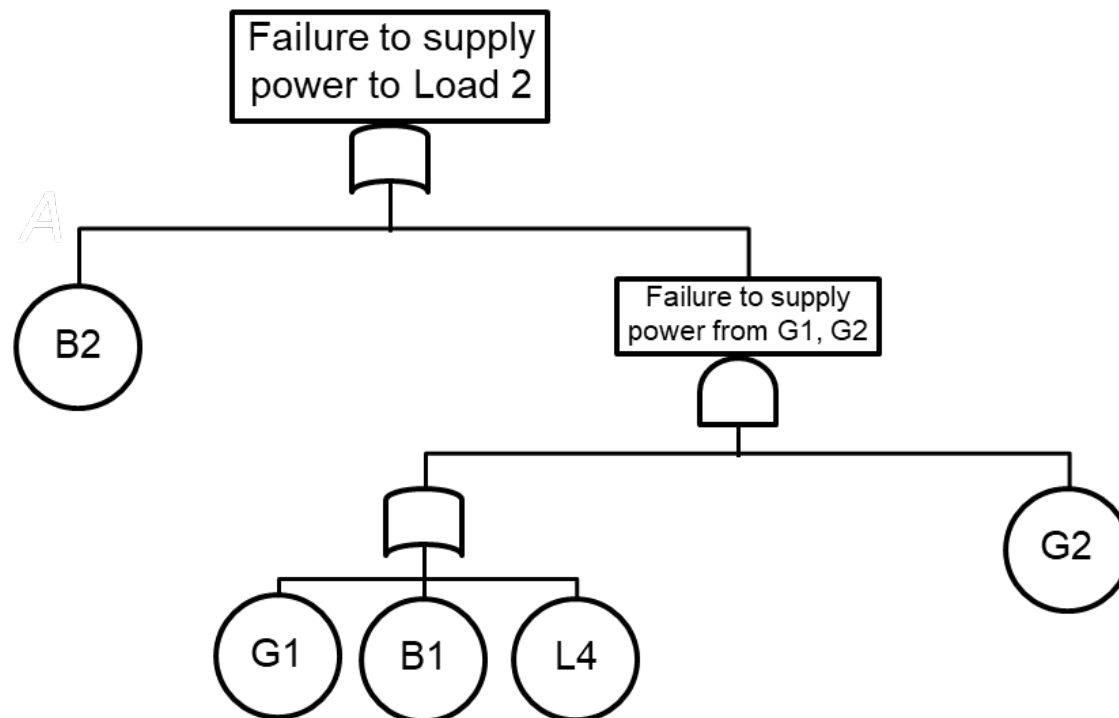 Failure to supply
power to Load 2
A
B2
Failure to supply
power from G1, G2
G2
G1
B1
L4